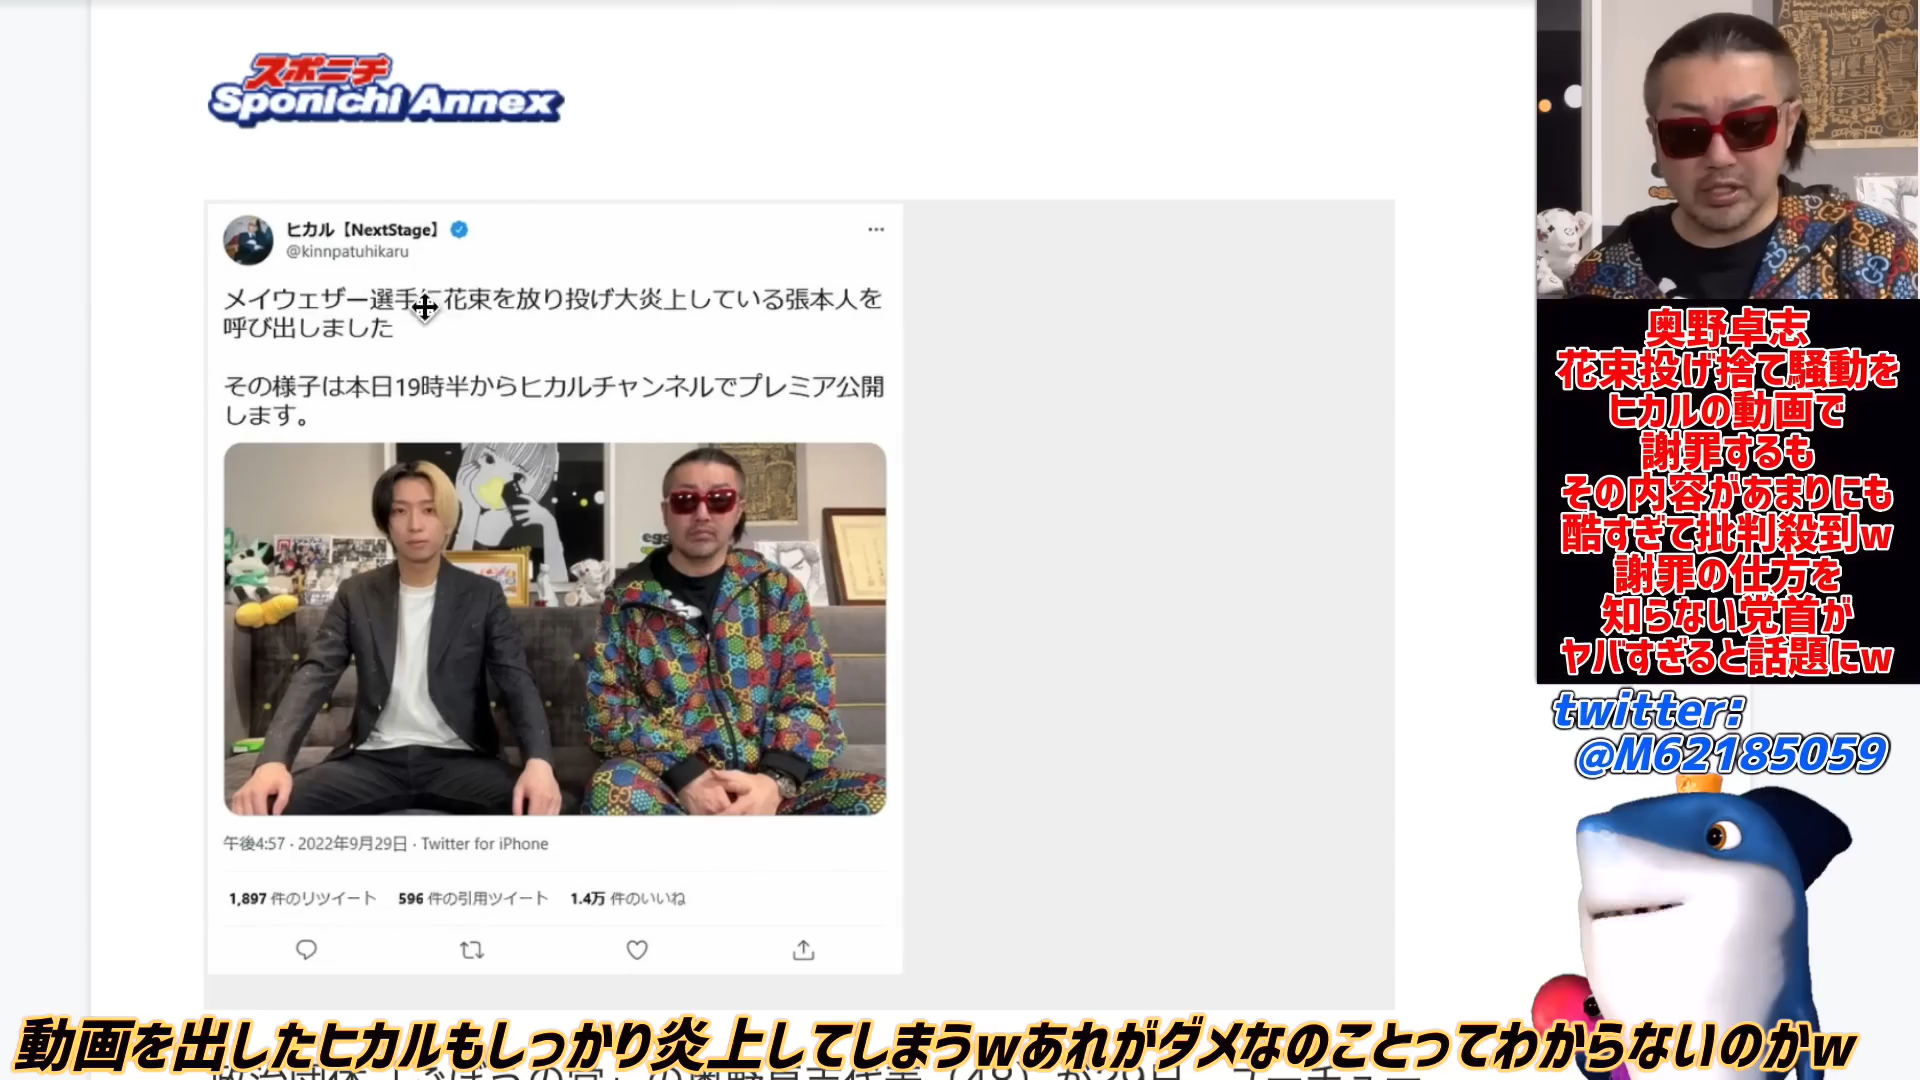 スポニチ
Sponichi Annex
ヒカル【NextStage】
@kinnpatuhikaru
メイウェザー選手に花束を放り投げ大炎上している張本人を
呼び出しました
その様子は本日19時半からヒカルチャンネルでプレミア公開
します。
午後4:57 · 2022年9月29日 · Twitter for iPhone
1,897 件のリツイート 596 件の引用ツイート 1.4万 件のいいね
奥野卓志
花束投げ捨て騒動を
ヒカルの動画で
謝罪するも
その内容があまりにも
酷すぎて批判殺到w
謝罪の仕方を
知らない党首が
ヤバすぎると話題にw
twitter:
@M62185059
動画を出したヒカルもしっかり炎上してしまうwあれがダメなのことってわからないのかw